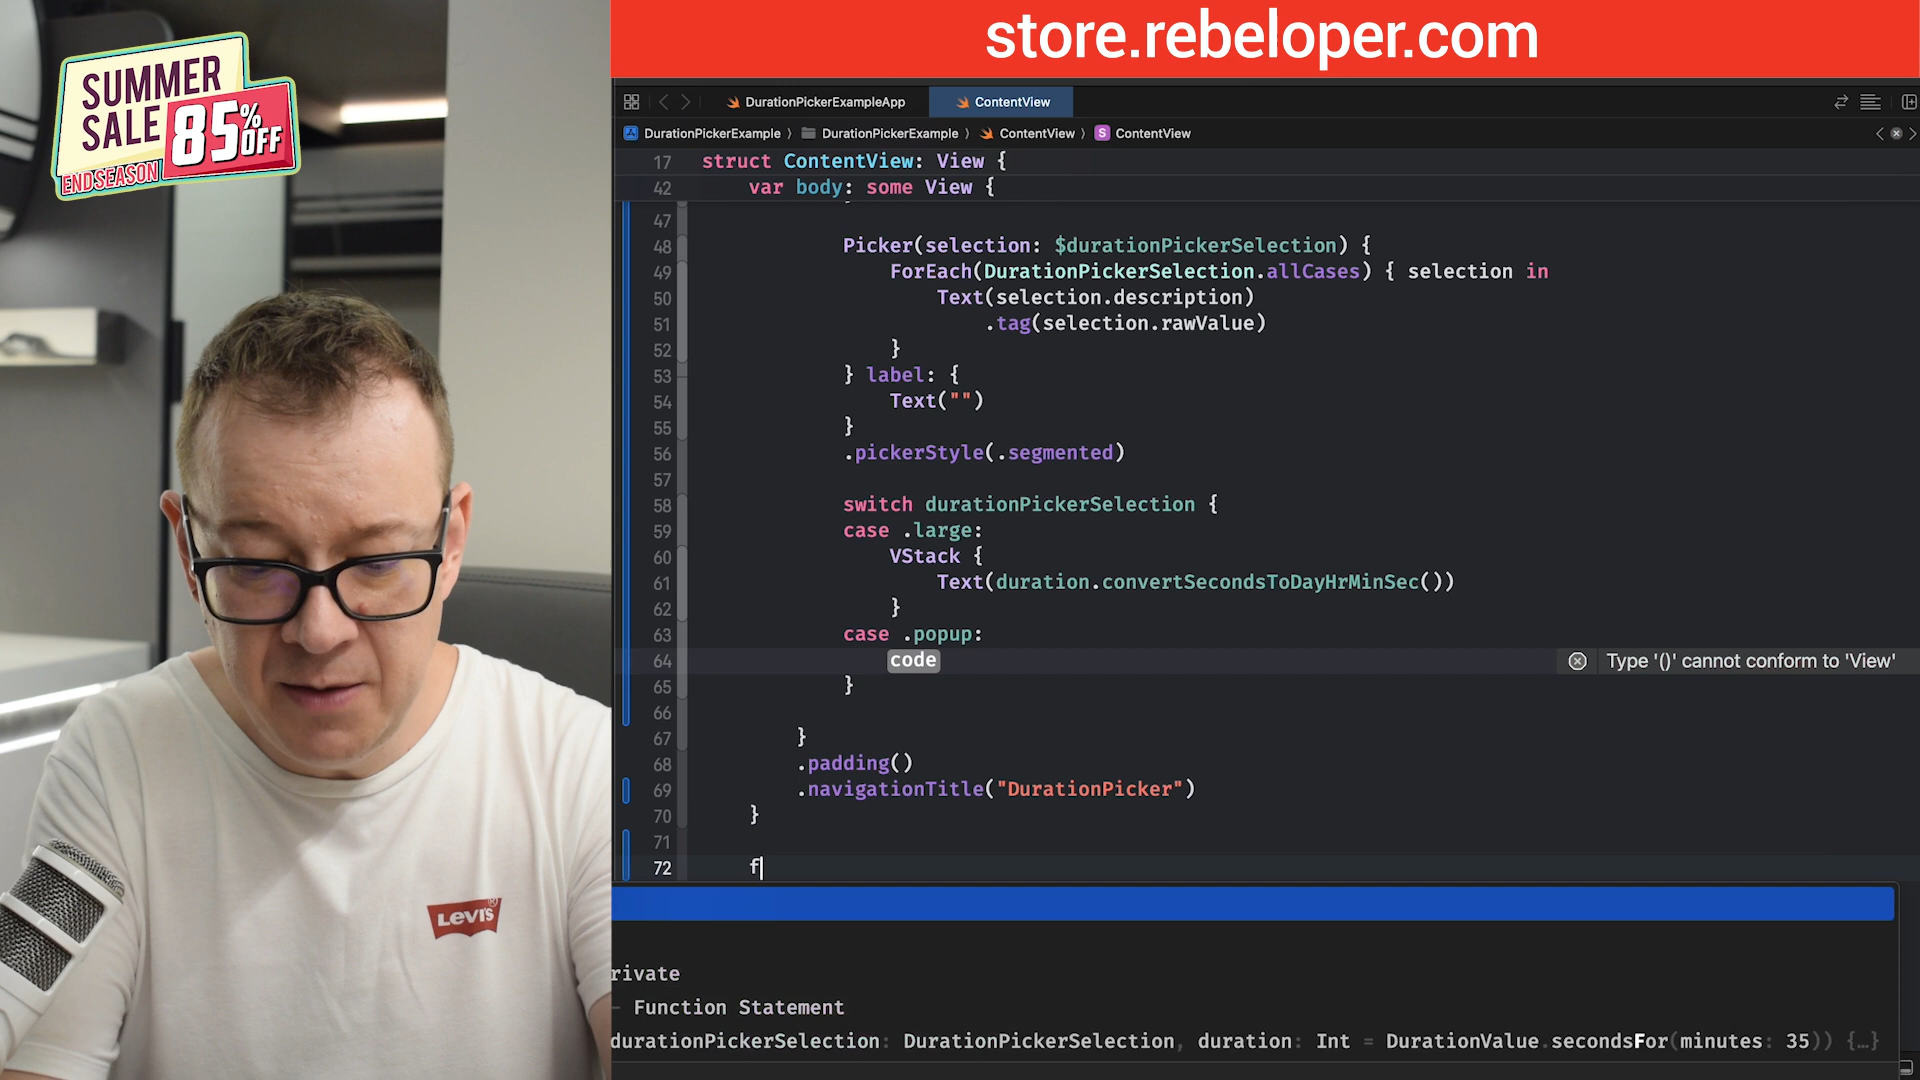 SUMMER
SALE
85%
OFF
END SEASON
LEVI'S®
store.rebeloper.com
DurationPickerExampleApp
ContentView
DurationPickerExample
DurationPickerExample
ContentView
S
ContentView
17 struct ContentView: View {
42 var body: some View {
47
48 Picker(selection: $durationPickerSelection) {
49 ForEach(DurationPickerSelection.allCases) { selection in
50 Text(selection.description)
51 .tag(selection.rawValue)
52 }
53 } label: {
54 Text("")
55 }
56 .pickerStyle(.segmented)
57
58 switch durationPickerSelection {
59 case .large:
60 VStack {
61 Text(duration.convertSecondsToDayHrMinSec())
62 }
63 case .popup:
64 code
Type '()' cannot conform to 'View'
65 }
66
67 }
68 .padding()
69 .navigationTitle("DurationPicker")
70 }
71
72 f
rivate
- Function Statement
durationPickerSelection: DurationPickerSelection, duration: Int = DurationValue.secondsFor(minutes: 35)) {…}